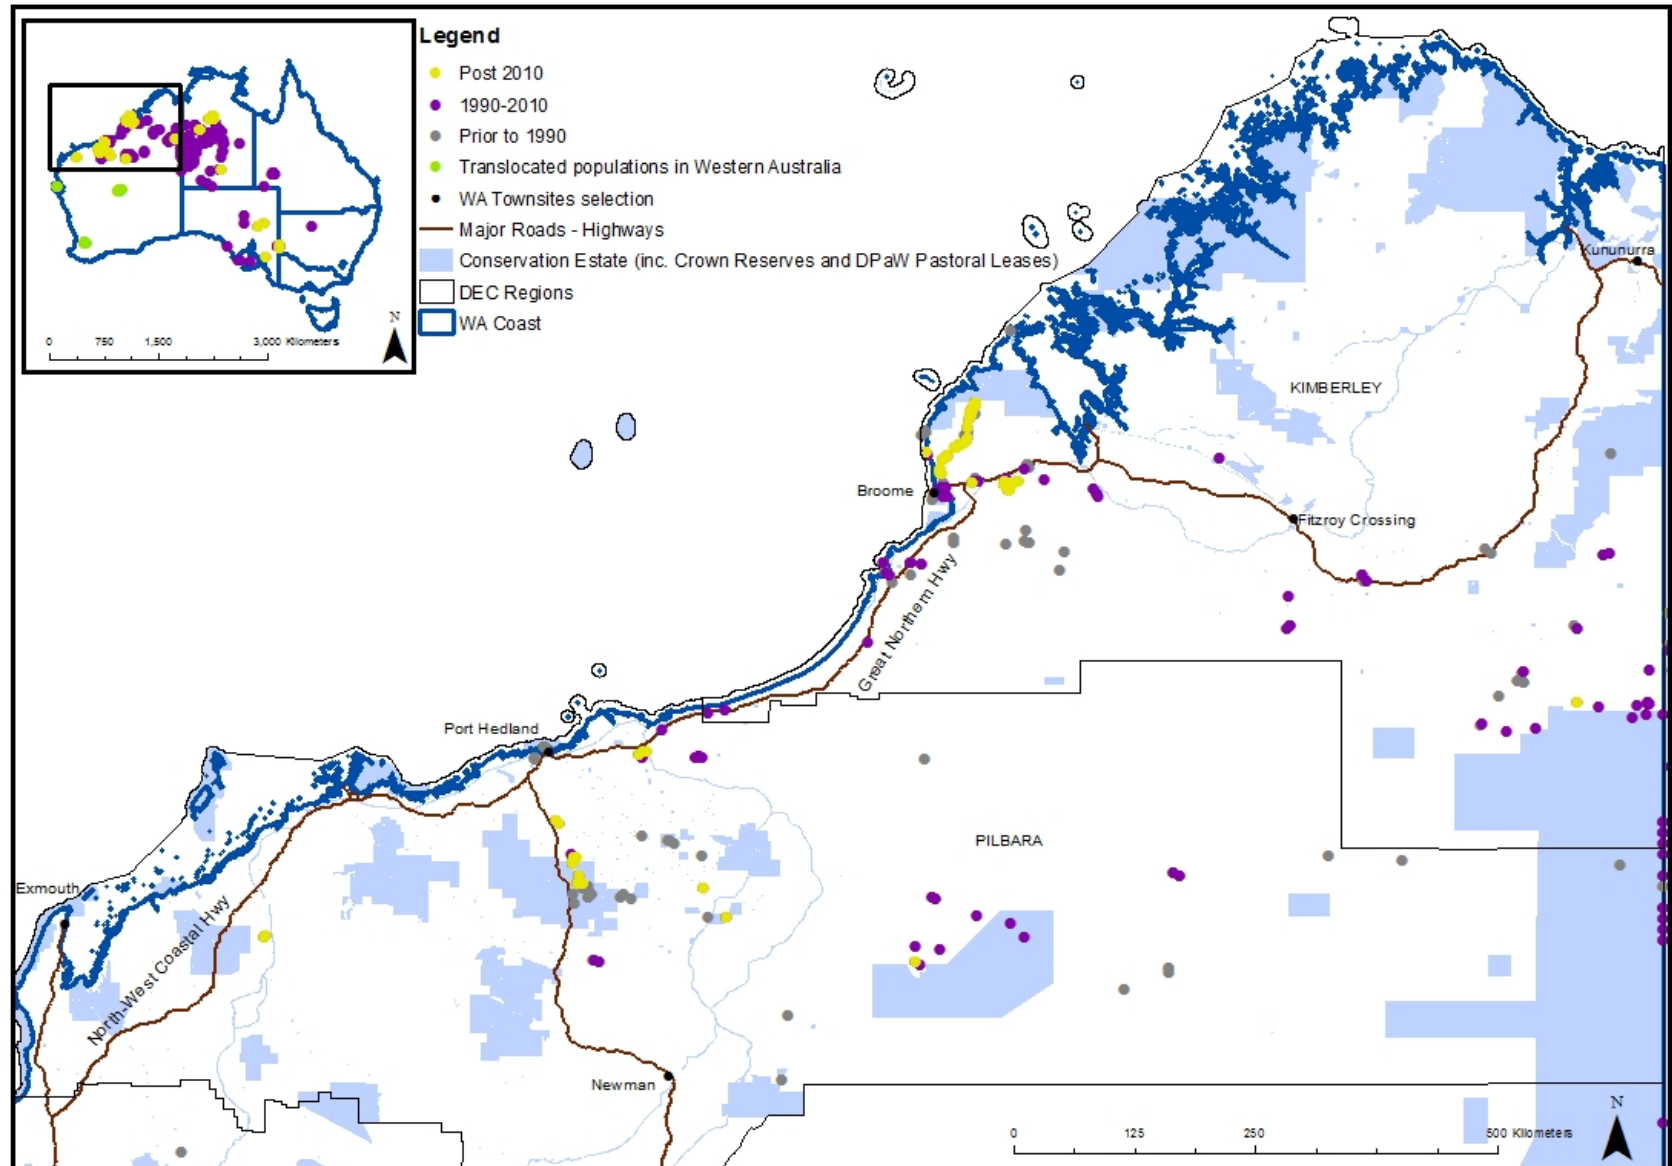 Legend
Post 2010
1990-2010
Prior to 1990
Translocated populations in Western Australia
WA Townsites selection
Major Roads - Highways
Conservation Estate (inc. Crown Reserves and DPaW Pastoral Leases)
DEC Regions
WA Coast
N
0 750 1,500 3,000 Kilometers
Kununurra
KIMBERLEY
Broome
Fitzroy Crossing
Great Northern Hwy
Port Hedland
PILBARA
Exmouth
North-West Coastal Hwy
Newman
N
0 125 250 500 Kilometers